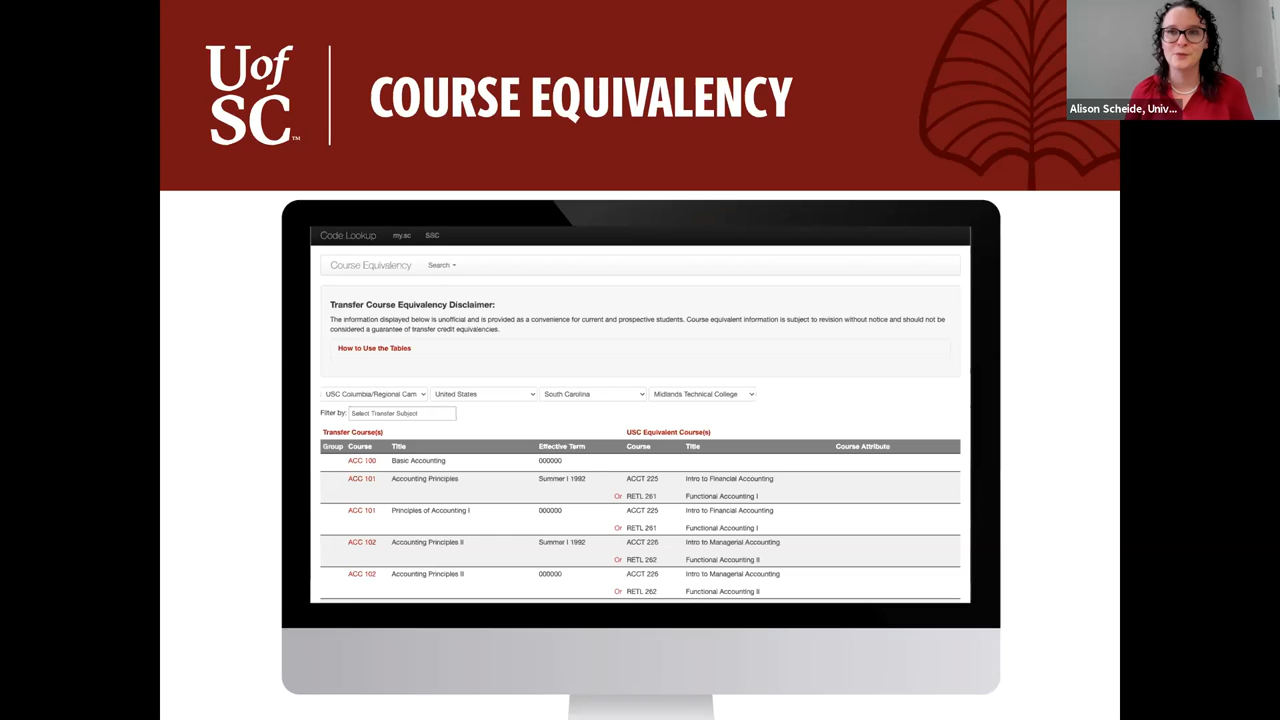 Uof
SC™
COURSE EQUIVALENCY
Alison Scheide, Univ...
Code Lookup my.sc SSC
Course Equivalency Search
Transfer Course Equivalency Disclaimer:
The information displayed below is unofficial and is provided as a convenience for current and prospective students. Course equivalent information is subject to revision without notice and should not be
considered a guarantee of transfer credit equivalencies.
How to Use the Tables
USC Columbia/Regional Cam United States South Carolina Midlands Technical College
Filter by: Select Transfer Subject
Transfer Course(s) USC Equivalent Course(s)
Group Course Title Effective Term Course Title Course Attribute
ACC 100 Basic Accounting 000000
ACC 101 Accounting Principles Summer I 1992 ACCT 225 Intro to Financial Accounting
Or RETL 261 Functional Accounting I
ACC 101 Principles of Accounting I 000000 ACCT 225 Intro to Financial Accounting
Or RETL 261 Functional Accounting I
ACC 102 Accounting Principles II Summer I 1992 ACCT 226 Intro to Managerial Accounting
Or RETL 262 Functional Accounting II
ACC 102 Accounting Principles II 000000 ACCT 226 Intro to Managerial Accounting
Or RETL 262 Functional Accounting II